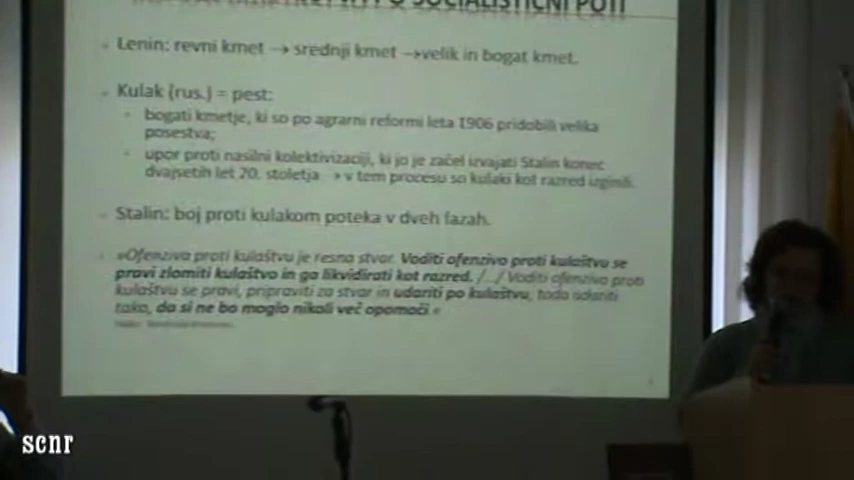 SOCIALISTIČNI POTI
Lenin: revni kmet → srednji kmet →velik in bogat kmet.
Kulak (rus.) = pest:
bogati kmetje, ki so po agrarni reformi leta 1906 pridobili velika
posestva;
upor proti nasilni kolektivizaciji, ki jo je začel izvajati Stalin konec
dvajsetih let 20. stoletja → v tem procesu so kulaki kot razred izginili.
Stalin: boj proti kulakom poteka v dveh fazah.
»Ofenziva proti kulaštvu je resna stvar. Voditi ofenzivo proti kulaštvu se
pravi zlomiti kulaštvo in ga likvidirati kot razred. /.../ Voditi ofenzivo proti
kulaštvu se pravi, pripraviti za stvar in udariti po kulaštvu, toda udariti
tako, da si ne bo moglo nikoli več opomoči.«
scnr